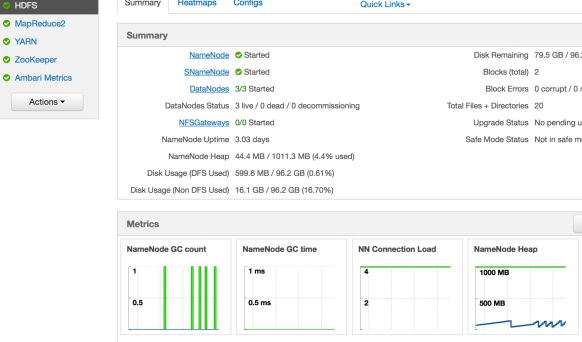 HDFS
MapReduce2
YARN
ZooKeeper
Ambari Metrics
Actions
Summary Heatmaps Configs Quick Links
Summary
NameNode Started
SNameNode Started
DataNodes 3/3 Started
DataNodes Status 3 live / 0 dead / 0 decommissioning
NFSGateways 0/0 Started
NameNode Uptime 3.03 days
NameNode Heap 44.4 MB / 1011.3 MB (4.4% used)
Disk Usage (DFS Used) 599.6 MB / 96.2 GB (0.61%)
Disk Usage (Non DFS Used) 16.1 GB / 96.2 GB (16.70%)
Disk Remaining 79.5 GB / 96.
Blocks (total) 2
Block Errors 0 corrupt / 0
Total Files + Directories 20
Upgrade Status No pending
Safe Mode Status Not in safe
Metrics
NameNode GC count
1
0.5
NameNode GC time
1 ms
0.5 ms
NN Connection Load
4
2
NameNode Heap
1000 MB
500 MB